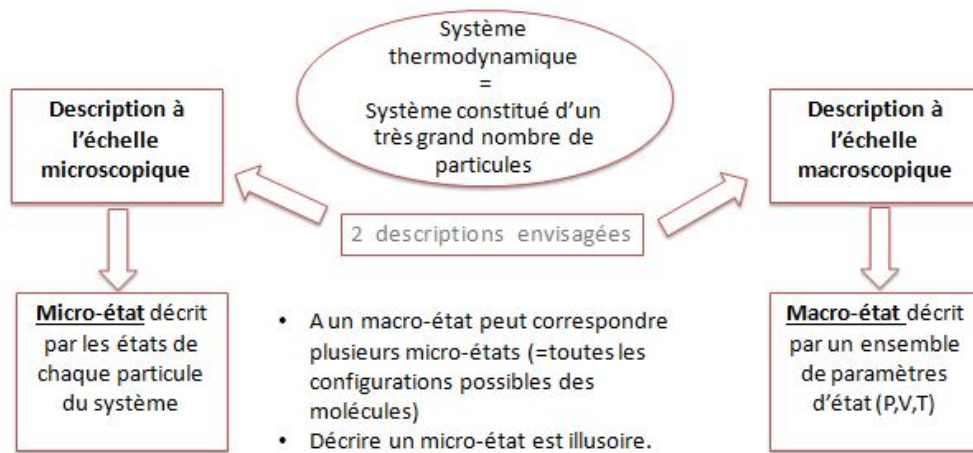 Système
thermodynamique
=
Système constitué d'un
très grand nombre de
particules
Description à
l'échelle
microscopique
Description à
l'échelle
macroscopique
2 descriptions envisagées
Micro-état décrit
par les états de
chaque particule
du système
• A un macro-état peut correspondre
plusieurs micro-états (=toutes les
configurations possibles des
molécules)
• Décrire un micro-état est illusoire.
Macro-état décrit
par un ensemble
de paramètres
d'état (P,V,T)